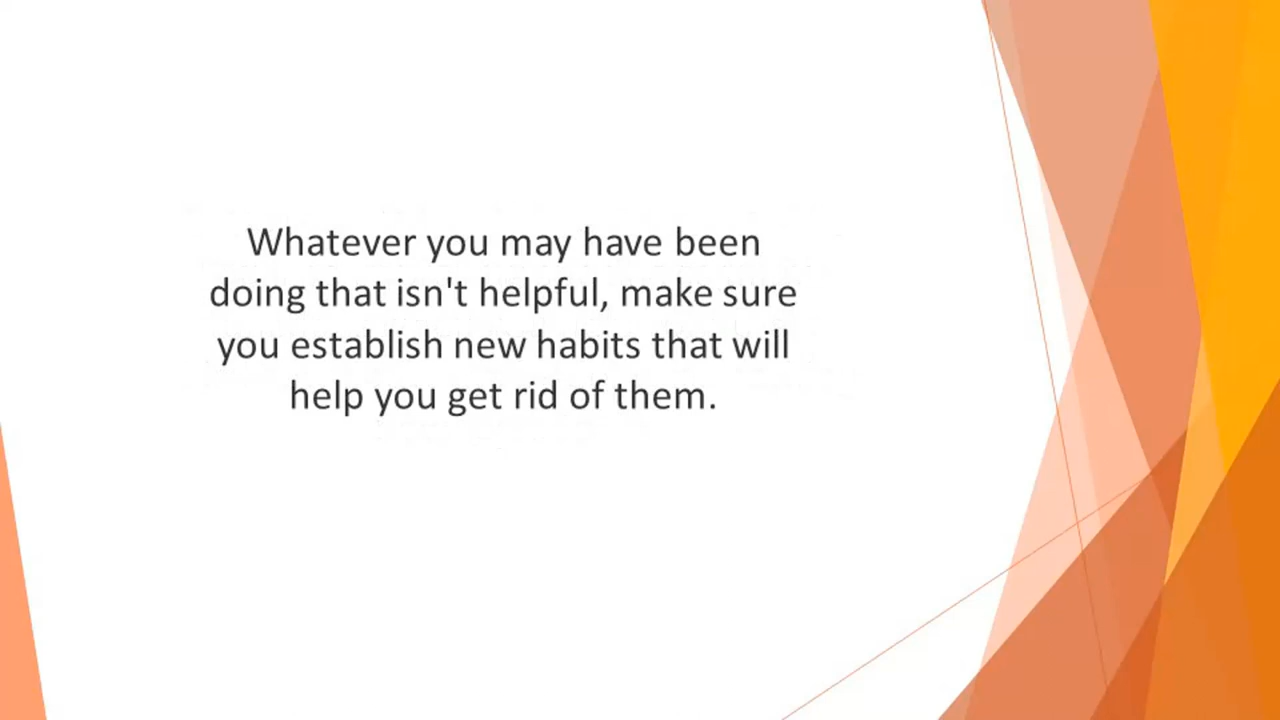 Whatever you may have been
doing that isn't helpful, make sure
you establish new habits that will
help you get rid of them.